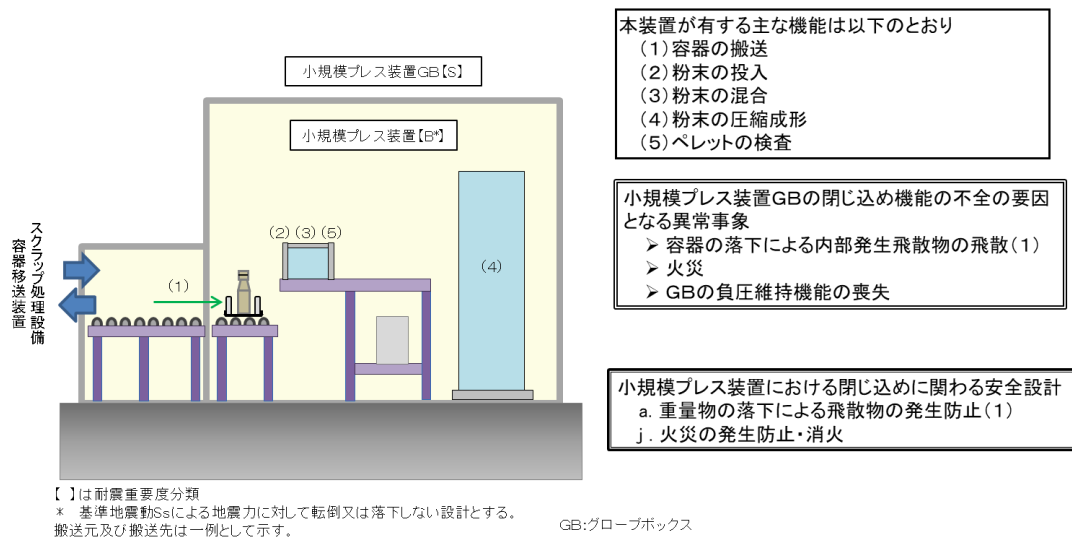 小規模プレス装置GB【S】
小規模プレス装置【B*】
スクラップ処理設備
容器移送装置
(1)
(2)(3)(5)
(4)
【 】は耐震重要度分類
* 基準地震動Ssによる地震力に対して転倒又は落下しない設計とする。
搬送元及び搬送先は一例として示す。
GB:グローブボックス
本装置が有する主な機能は以下のとおり
(1)容器の搬送
(2)粉末の投入
(3)粉末の混合
(4)粉末の圧縮成形
(5)ペレットの検査
小規模プレス装置GBの閉じ込め機能の不全の要因
となる異常事象
➢ 容器の落下による内部発生飛散物の飛散(1)
➢ 火災
➢ GBの負圧維持機能の喪失
小規模プレス装置における閉じ込めに関わる安全設計
a. 重量物の落下による飛散物の発生防止(1)
j. 火災の発生防止・消火